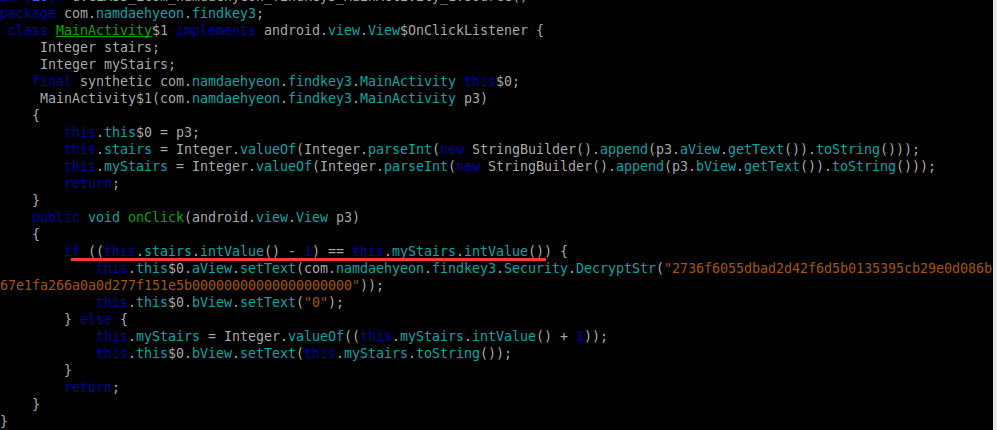 package com.namdaehyeon.findkey3;
class MainActivity$1 implements android.view.View$OnClickListener {
Integer stairs;
Integer myStairs;
final synthetic com.namdaehyeon.findkey3.MainActivity this$0;
MainActivity$1(com.namdaehyeon.findkey3.MainActivity p3)
{
this.this$0 = p3;
this.stairs = Integer.valueOf(Integer.parseInt(new StringBuilder().append(p3.aView.getText()).toString()));
this.myStairs = Integer.valueOf(Integer.parseInt(new StringBuilder().append(p3.bView.getText()).toString()));
return;
}
public void onClick(android.view.View p3)
{
if ((this.stairs.intValue() - 1) == this.myStairs.intValue()) {
this.this$0.aView.setText(com.namdaehyeon.findkey3.Security.DecryptStr("2736f6055dbad2d42f6d5b0135395cb29e0d086b
67e1fa266a0a0d277f151e5b00000000000000000000"));
this.this$0.bView.setText("0");
} else {
this.myStairs = Integer.valueOf((this.myStairs.intValue() + 1));
this.this$0.bView.setText(this.myStairs.toString());
}
return;
}
}